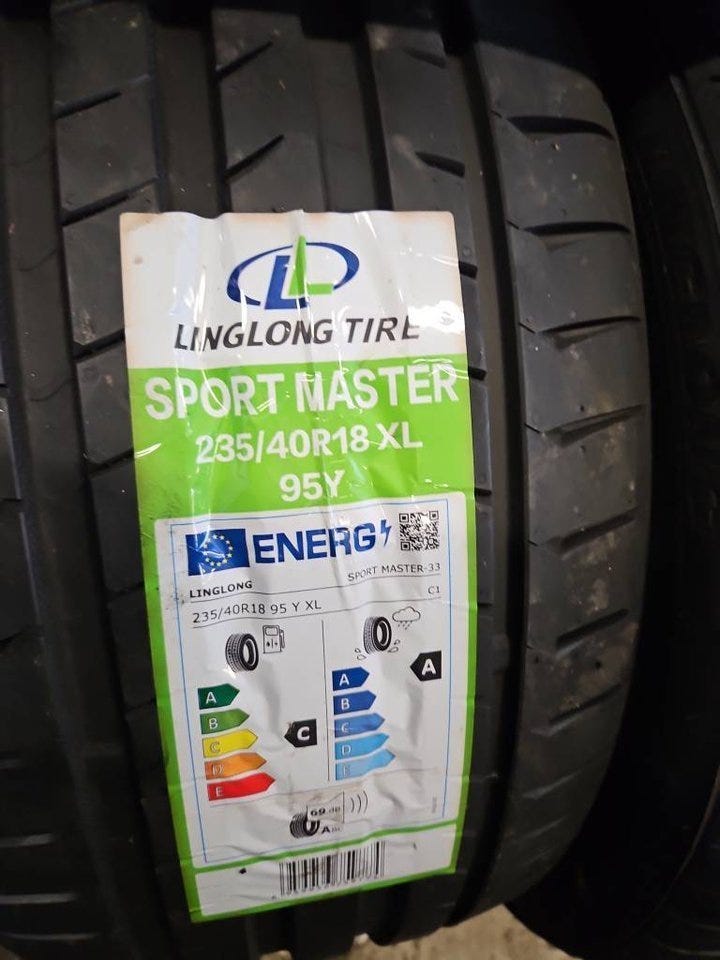 LINGLONG TIRE
SPORT MASTER
235/40R18 XL
95Y
ENERG
LINGLONG
SPORT MASTER-33
235/40R18 95 Y XL
C1
A
A
B
C
D
E
C
A
B
C
D
E
69 dB
A